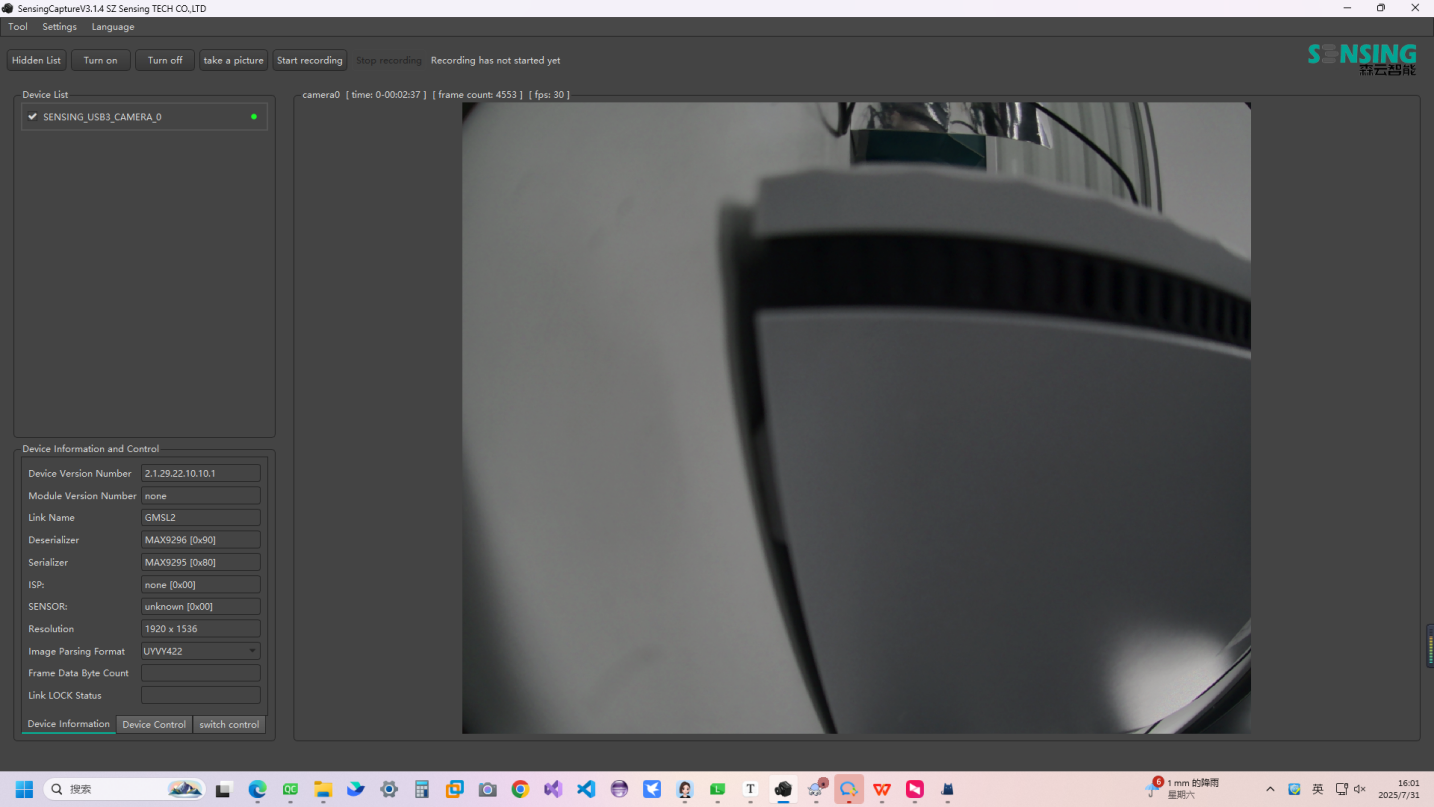 SensingCaptureV3.1.4 SZ Sensing TECH CO.,LTD
Tool Settings Language
Hidden List Turn on Turn off take a picture Start recording Stop recording Recording has not started yet
SENSING
森云智能
Device List
SENSING_USB3_CAMERA_0
camera0 [ time: 0-00:02:37 ] [ frame count: 4553 ] [ fps: 30 ]
Device Information and Control
Device Version Number 2.1.29.22.10.10.1
Module Version Number none
Link Name GMSL2
Deserializer MAX9296 [0x90]
Serializer MAX9295 [0x80]
ISP: none [0x00]
SENSOR: unknown [0x00]
Resolution 1920 x 1536
Image Parsing Format UYVY422
Frame Data Byte Count
Link LOCK Status
Device Information Device Control switch control
搜索
QC
L
T
W
6
1 mm 的降雨
星期六
英
16:01
2025/7/31